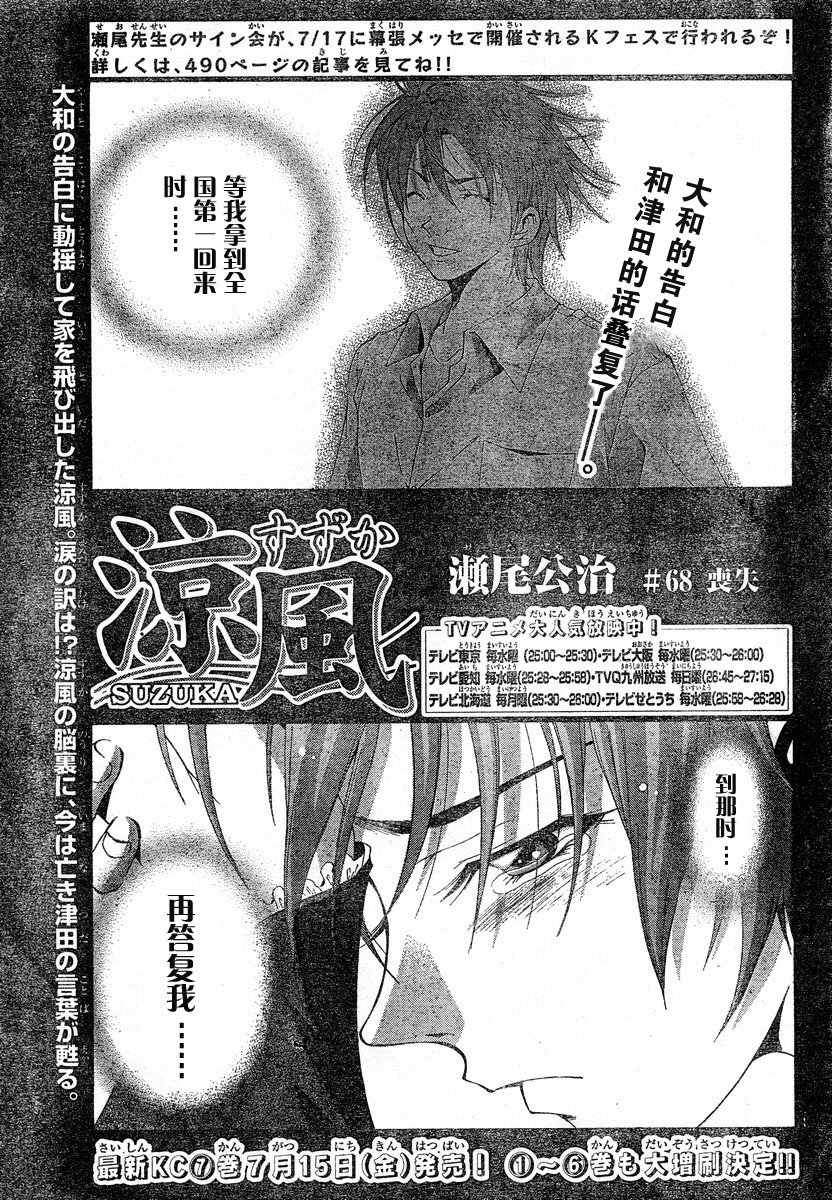 瀬尾先生のサイン会が、7/17に幕張メッセで開催されるKフェスで行われるぞ！
詳しくは、490ページの記事を見てね!!
大和的告白
和津田的话叠复了——。
等我拿到全
国第一回来
时……
大和の告白に動揺して家を飛び出した涼風。涙の訳は!?涼風の脳裏に、今は亡き津田の言葉が甦る。
すずか
涼風
SUZUKA
瀬尾公治
#68 喪失
TVアニメ大人気放映中！
テレビ東京 毎水曜（25:00～25:30）・テレビ大阪 毎水曜（25:30～26:00）
テレビ愛知 毎水曜（25:28～25:58）・TVQ九州放送 毎日曜（26:45～27:15）
テレビ北海道 毎月曜（25:30～26:00）・テレビせとうち 毎水曜（25:58～26:28）
到那时…
再答复我……
最新KC⑦巻7月15日(金)発売！ ①～⑥巻も大増刷決定!!